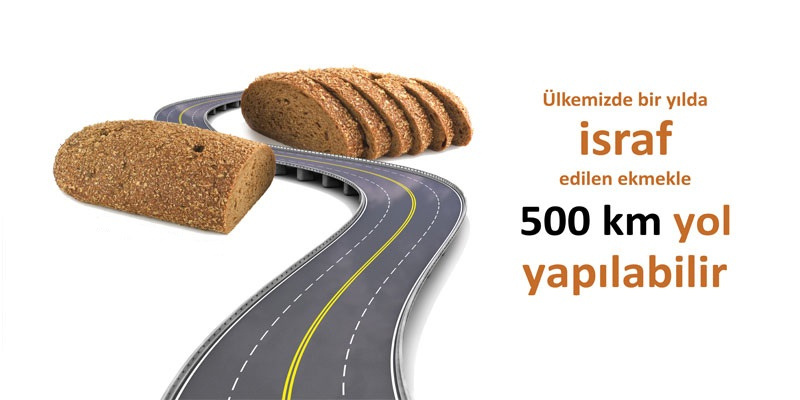 Ülkemizde bir yılda
israf
edilen ekmekle
500 km yol
yapılabilir